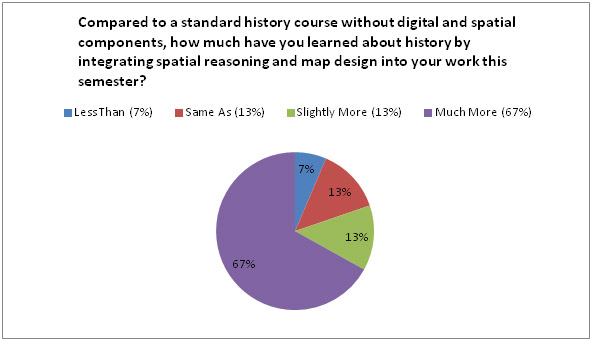 Compared to a standard history course without digital and spatial
components, how much have you learned about history by
integrating spatial reasoning and map design into your work this
semester?
LessThan (7%) Same As (13%) Slightly More (13%) Much More (67%)
7%
13%
13%
67%